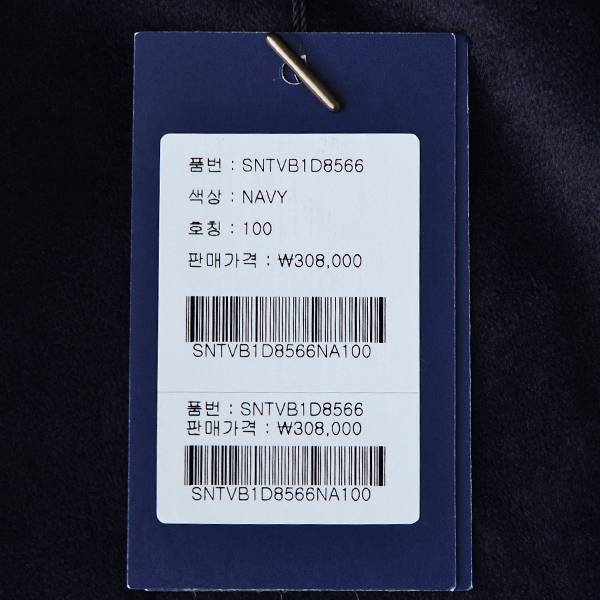 품번 : SNTVB1D8566
색상 : NAVY
호칭 : 100
판매가격 : ₩308,000
SNTVB1D8566NA100
품번 : SNTVB1D8566
판매가격 : ₩308,000
SNTVB1D8566NA100